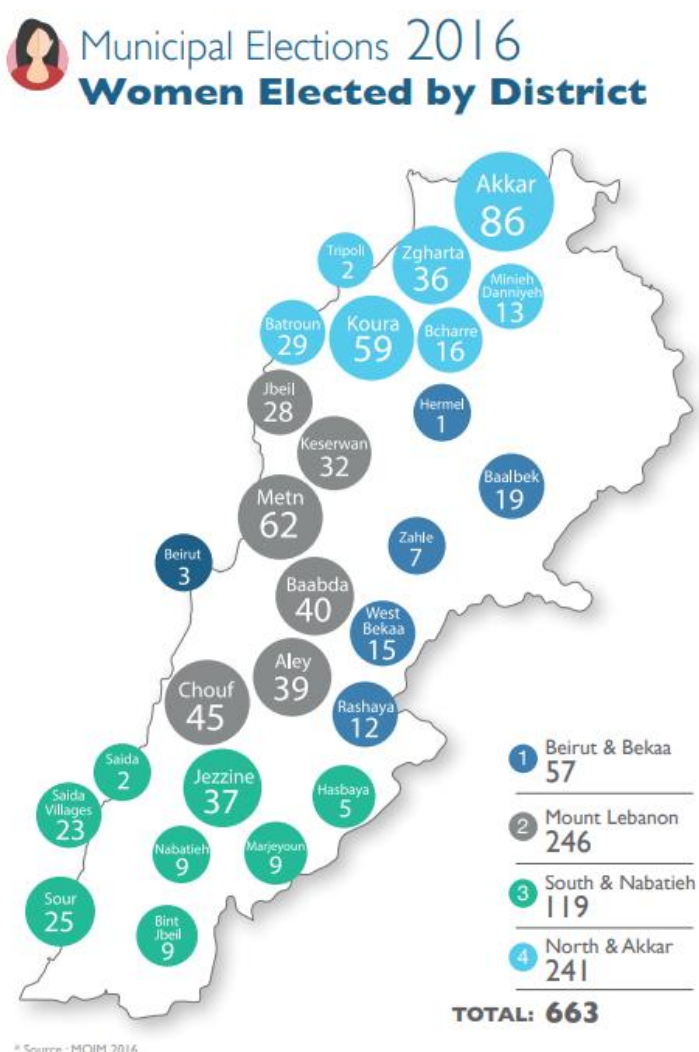 Municipal Elections 2016
Women Elected by District
Akkar
86
Tripoli
2
Zgharta
36
Minieh
Danniyeh
13
Batroun
29
Koura
59
Bcharre
16
Jbeil
28
Hermel
1
Keserwan
32
Baalbek
19
Metn
62
Zahle
7
Beirut
3
Baabda
40
West
Bekaa
15
Aley
39
Chouf
45
Rashaya
12
Saida
2
Jezzine
37
Hasbaya
5
Saida
Villages
23
Nabatieh
9
Marjeyoun
9
Sour
25
Bint
Jbeil
9
1 Beirut & Bekaa
57
2 Mount Lebanon
246
3 South & Nabatieh
119
4 North & Akkar
241
TOTAL: 663
* Source : MOIM 2016